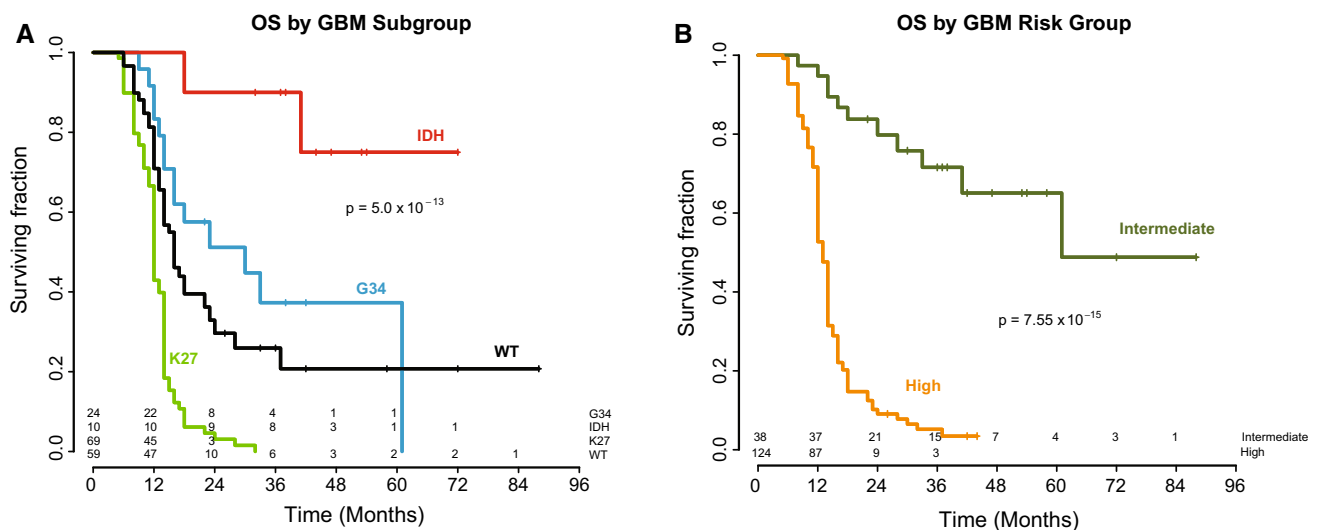 A
OS by GBM Subgroup
Surviving fraction
1.0
0.8
0.6
0.4
0.2
0.0
IDH
p = 5.0 x 10⁻¹³
G34
K27
WT
24 22 8 4 1 1 G34
10 10 9 8 3 1 1 IDH
69 45 3 K27
59 47 10 6 3 2 2 1 WT
0 12 24 36 48 60 72 84 96
Time (Months)
B
OS by GBM Risk Group
Surviving fraction
1.0
0.8
0.6
0.4
0.2
0.0
Intermediate
p = 7.55 x 10⁻¹⁵
High
38 37 21 15 7 4 3 1 Intermediate
124 87 9 3 High
0 12 24 36 48 60 72 84 96
Time (Months)